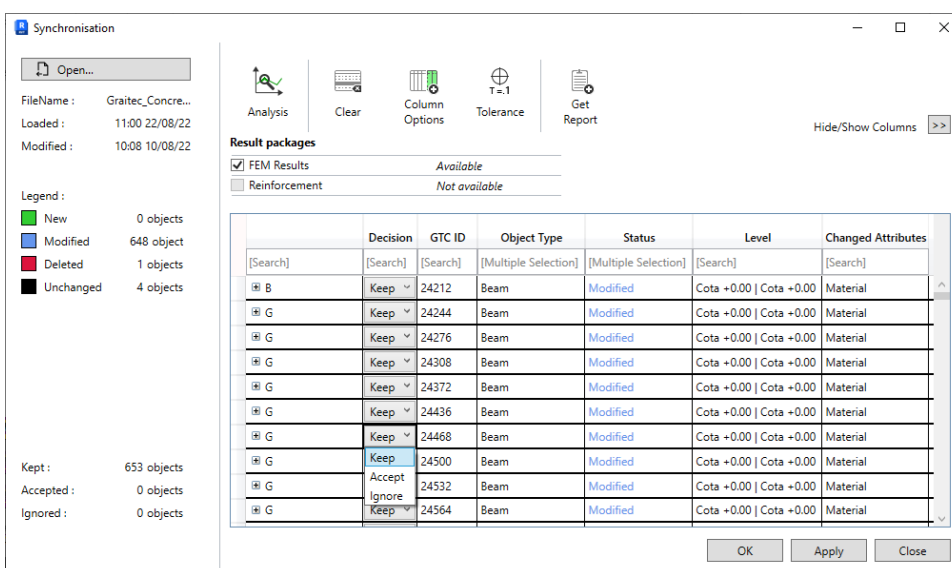 Synchronisation
Open...
FileName : Graitec_Concre...
Loaded : 11:00 22/08/22
Modified : 10:08 10/08/22
Legend :
New 0 objects
Modified 648 object
Deleted 1 objects
Unchanged 4 objects
Kept : 653 objects
Accepted : 0 objects
Ignored : 0 objects
Analysis
Clear
Column
Options
T=.1
Tolerance
Get
Report
Hide/Show Columns >>
Result packages
FEM Results Available
Reinforcement Not available
Decision GTC ID Object Type Status Level Changed Attributes
[Search] [Search] [Search] [Multiple Selection] [Multiple Selection] [Search] [Search]
B Keep 24212 Beam Modified Cota +0.00 | Cota +0.00 Material
G Keep 24244 Beam Modified Cota +0.00 | Cota +0.00 Material
G Keep 24276 Beam Modified Cota +0.00 | Cota +0.00 Material
G Keep 24308 Beam Modified Cota +0.00 | Cota +0.00 Material
G Keep 24372 Beam Modified Cota +0.00 | Cota +0.00 Material
G Keep 24436 Beam Modified Cota +0.00 | Cota +0.00 Material
G Keep 24468 Beam Modified Cota +0.00 | Cota +0.00 Material
G 24500 Beam Modified Cota +0.00 | Cota +0.00 Material
G 24532 Beam Modified Cota +0.00 | Cota +0.00 Material
G Keep 24564 Beam Modified Cota +0.00 | Cota +0.00 Material
Keep
Accept
Ignore
OK Apply Close